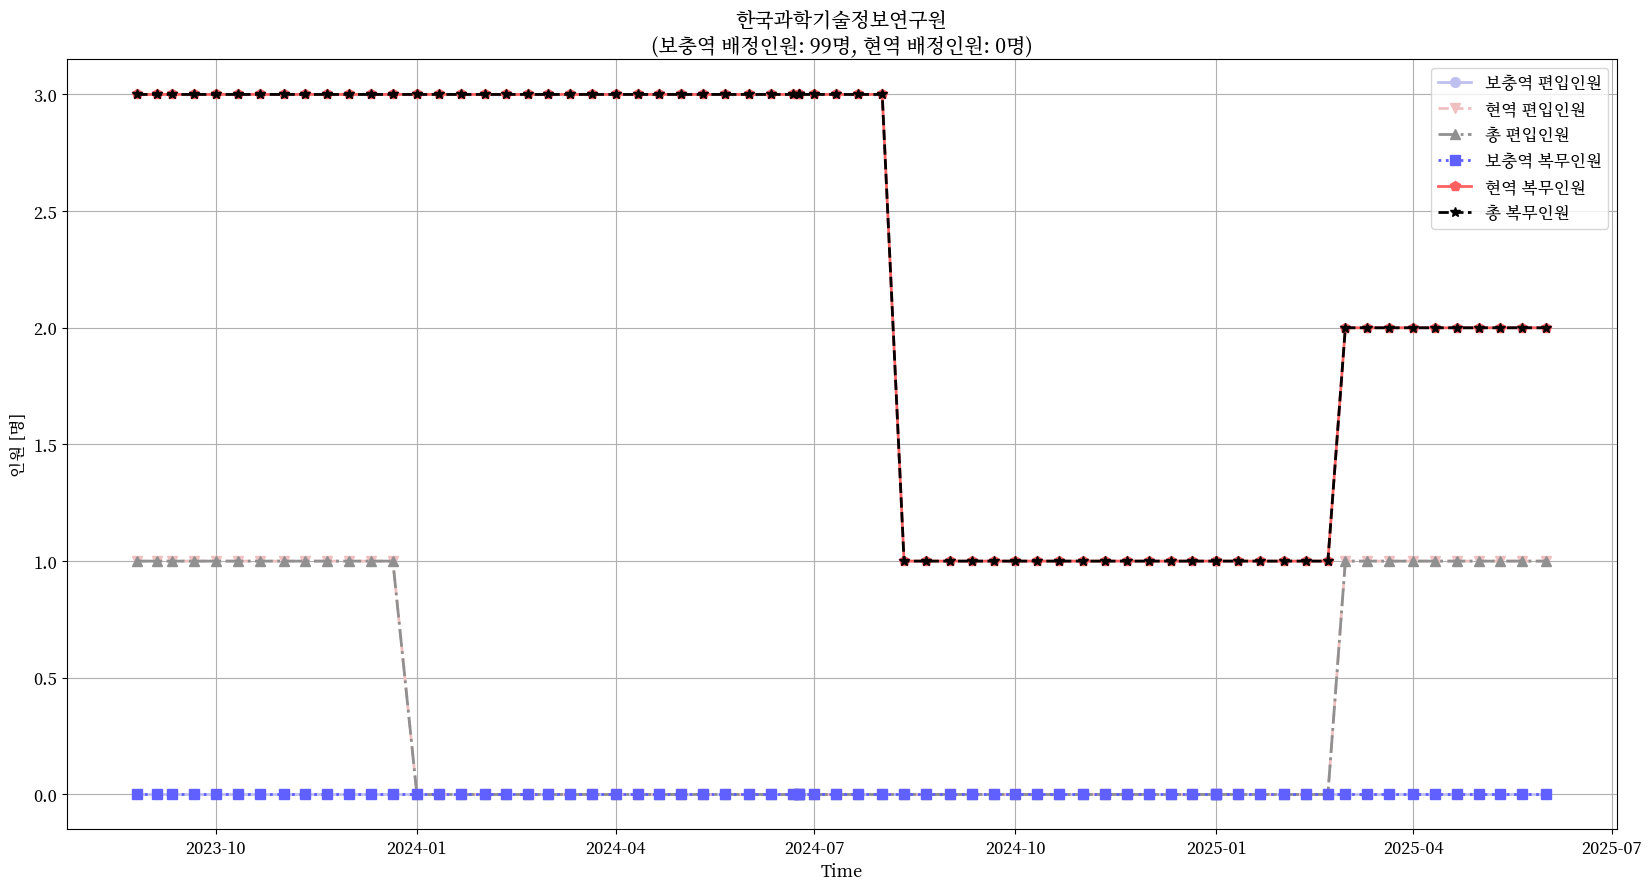 한국과학기술정보연구원
(보충역 배정인원: 99명, 현역 배정인원: 0명)
3.0
2.5
2.0
1.5
1.0
0.5
0.0
인원 [명]
보충역 편입인원
현역 편입인원
총 편입인원
보충역 복무인원
현역 복무인원
총 복무인원
2023-10
2024-01
2024-04
2024-07
2024-10
2025-01
2025-04
2025-07
Time